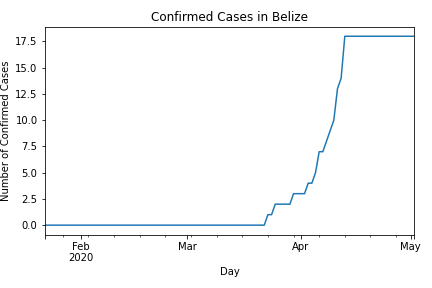 Confirmed Cases in Belize
Number of Confirmed Cases
17.5
15.0
12.5
10.0
7.5
5.0
2.5
0.0
Feb
2020
Mar
Apr
May
Day